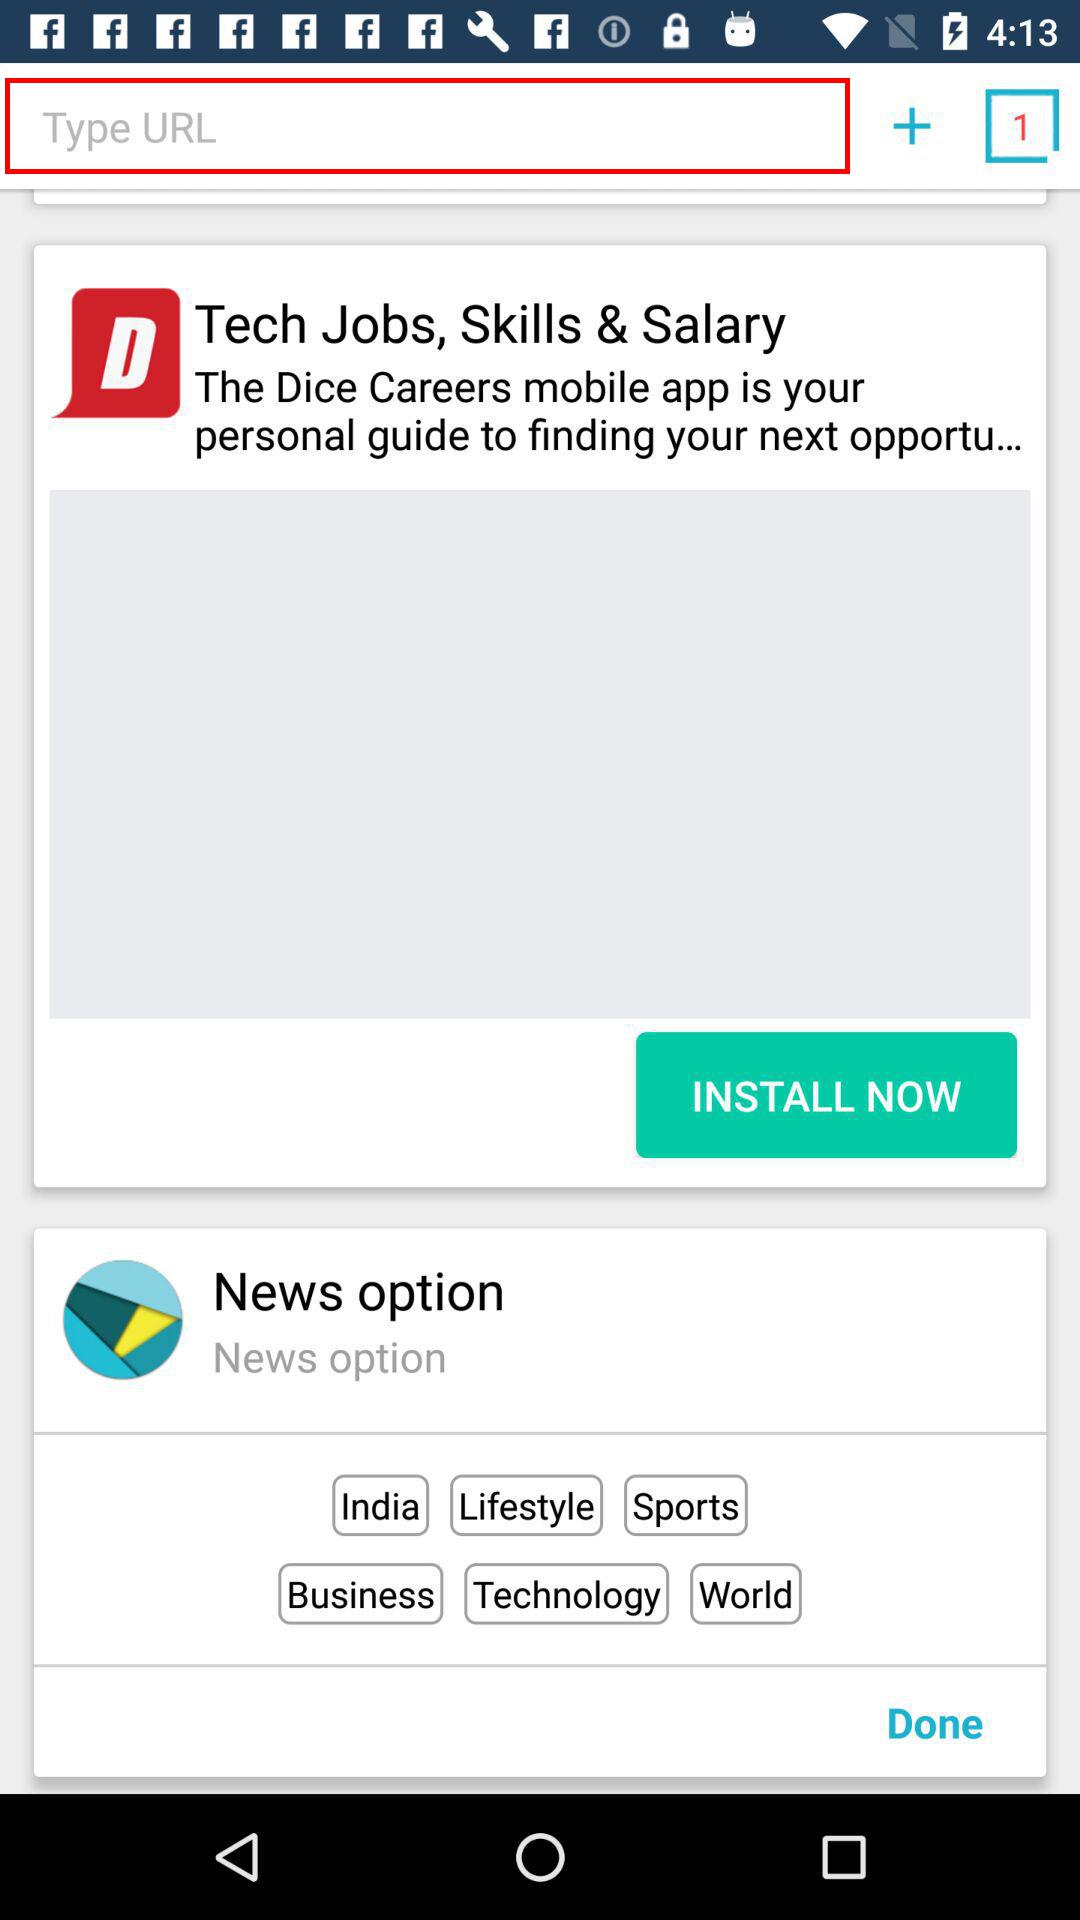 4:13
Type URL
1
D
Tech Jobs, Skills & Salary
The Dice Careers mobile app is your
personal guide to finding your next opportu...
INSTALL NOW
News option
News option
India Lifestyle Sports
Business Technology World
Done